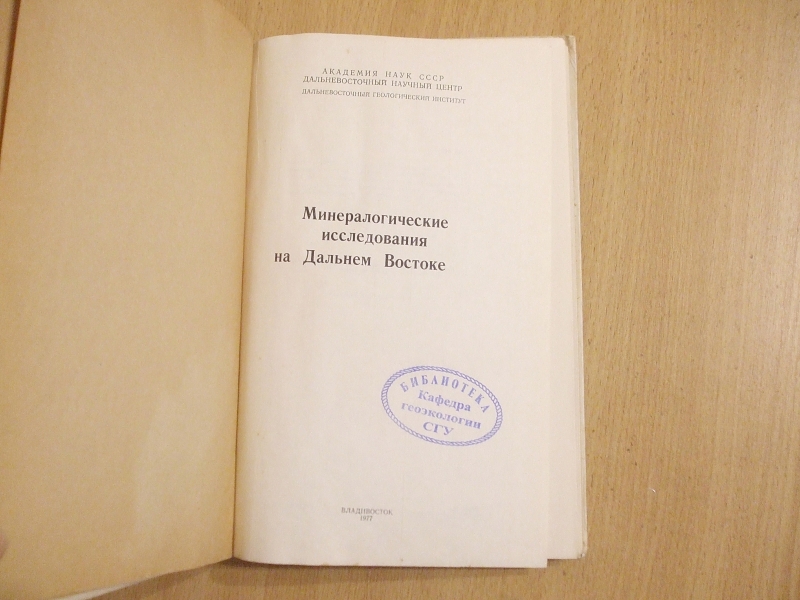 АКАДЕМИЯ НАУК СССР
ДАЛЬНЕВОСТОЧНЫЙ НАУЧНЫЙ ЦЕНТР
ДАЛЬНЕВОСТОЧНЫЙ ГЕОЛОГИЧЕСКИЙ ИНСТИТУТ
Минералогические
исследования
на Дальнем Востоке
БИБЛИОТЕКА
Кафедра
геоэкологии
СГУ
ВЛАДИВОСТОК
1977